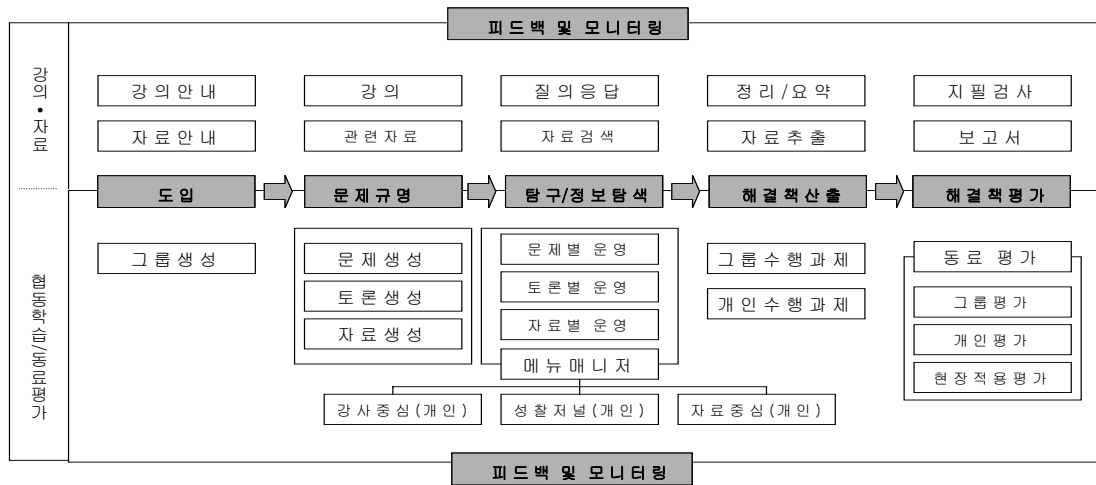 피드백 및 모니터링
강의•자료
강의안내
강의
질의응답
정리/요약
지필검사
자료안내
관련자료
자료검색
자료추출
보고서
도입
문제규명
탐구/정보탐색
해결책산출
해결책평가
협동학습/동료평가
그룹생성
문제생성
토론생성
자료생성
문제별 운영
토론별 운영
자료별 운영
메뉴매니저
강사중심(개인)
성찰저널(개인)
자료중심(개인)
그룹수행과제
개인수행과제
동료 평가
그룹평가
개인평가
현장적용평가
피드백 및 모니터링